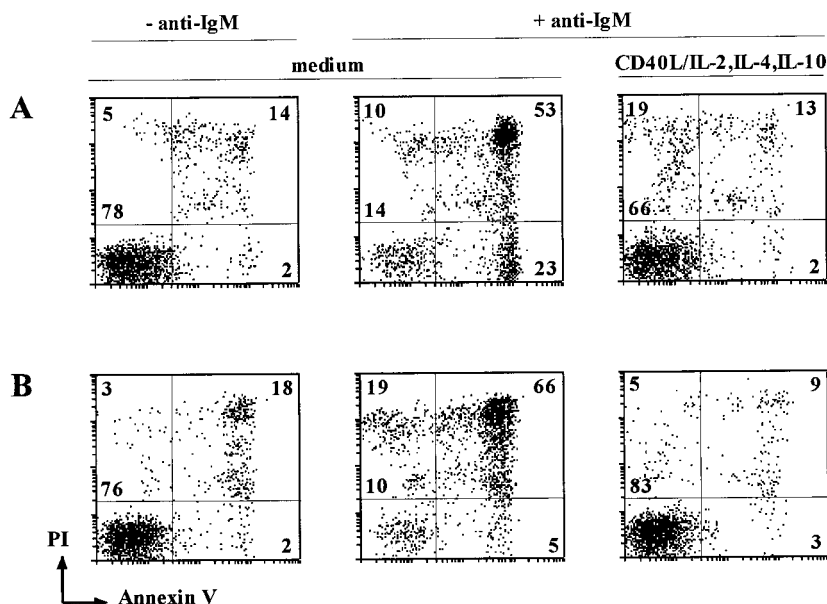 - anti-IgM + anti-IgM
medium CD40L/IL-2,IL-4,IL-10
A
5 14 10 53 19 13
78 14 66
2 23 2
B
3 18 19 66 5 9
76 10 83
2 5 3
PI
Annexin V